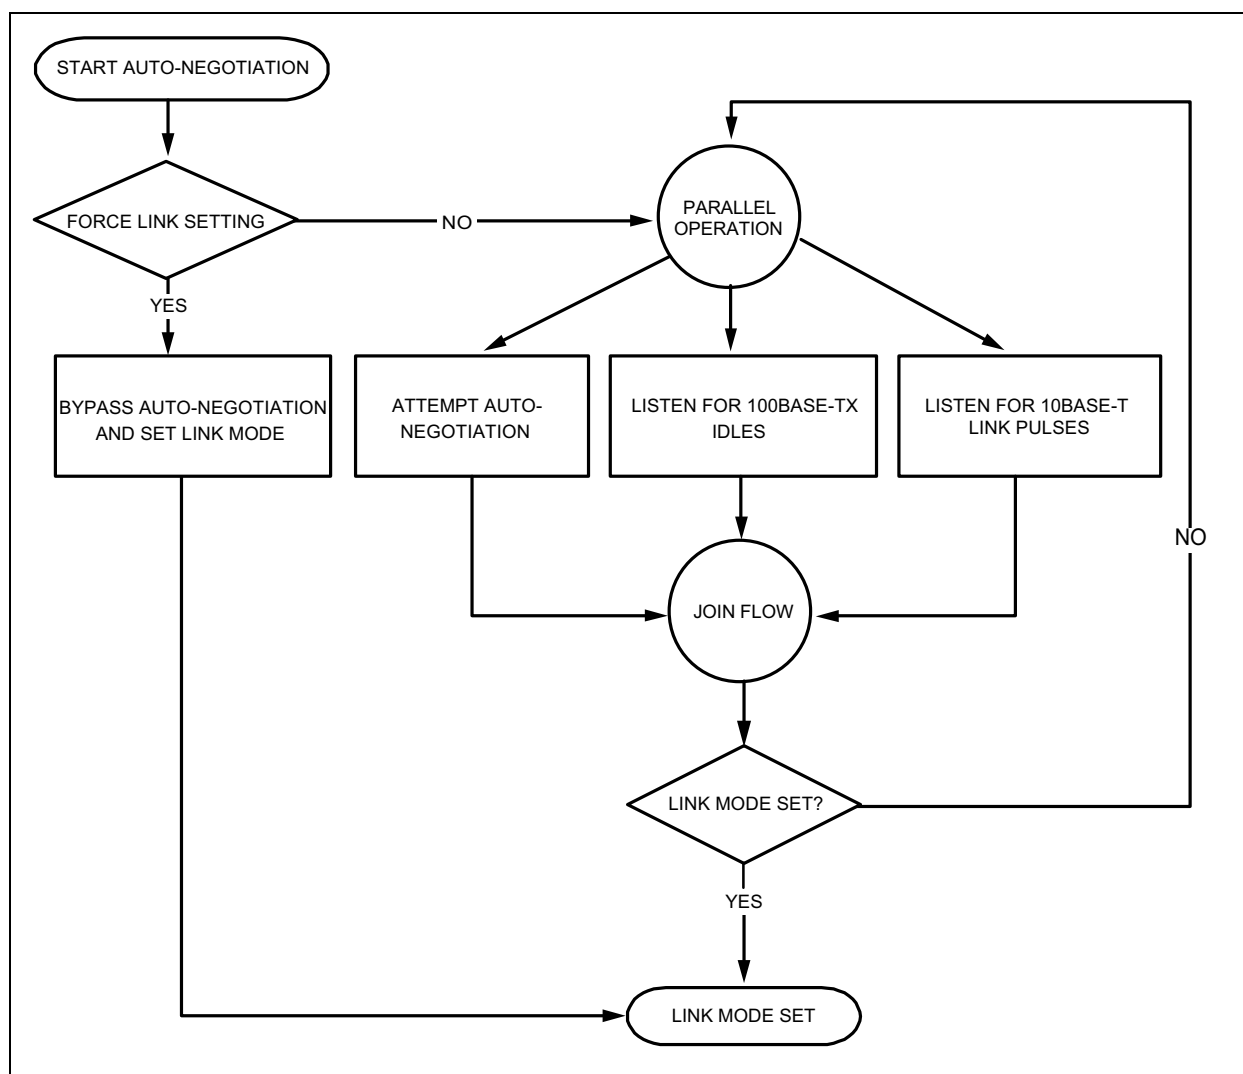 START AUTO-NEGOTIATION
FORCE LINK SETTING
NO
PARALLEL
OPERATION
YES
BYPASS AUTO-NEGOTIATION
AND SET LINK MODE
ATTEMPT AUTO-
NEGOTIATION
LISTEN FOR 100BASE-TX
IDLES
LISTEN FOR 10BASE-T
LINK PULSES
NO
JOIN FLOW
LINK MODE SET?
YES
LINK MODE SET